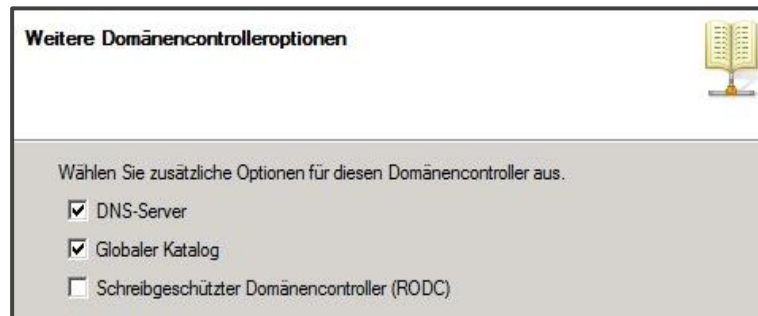 Weitere Domänencontrolleroptionen
Wählen Sie zusätzliche Optionen für diesen Domänencontroller aus.
DNS-Server
Globaler Katalog
Schreibgeschützter Domänencontroller (RODC)